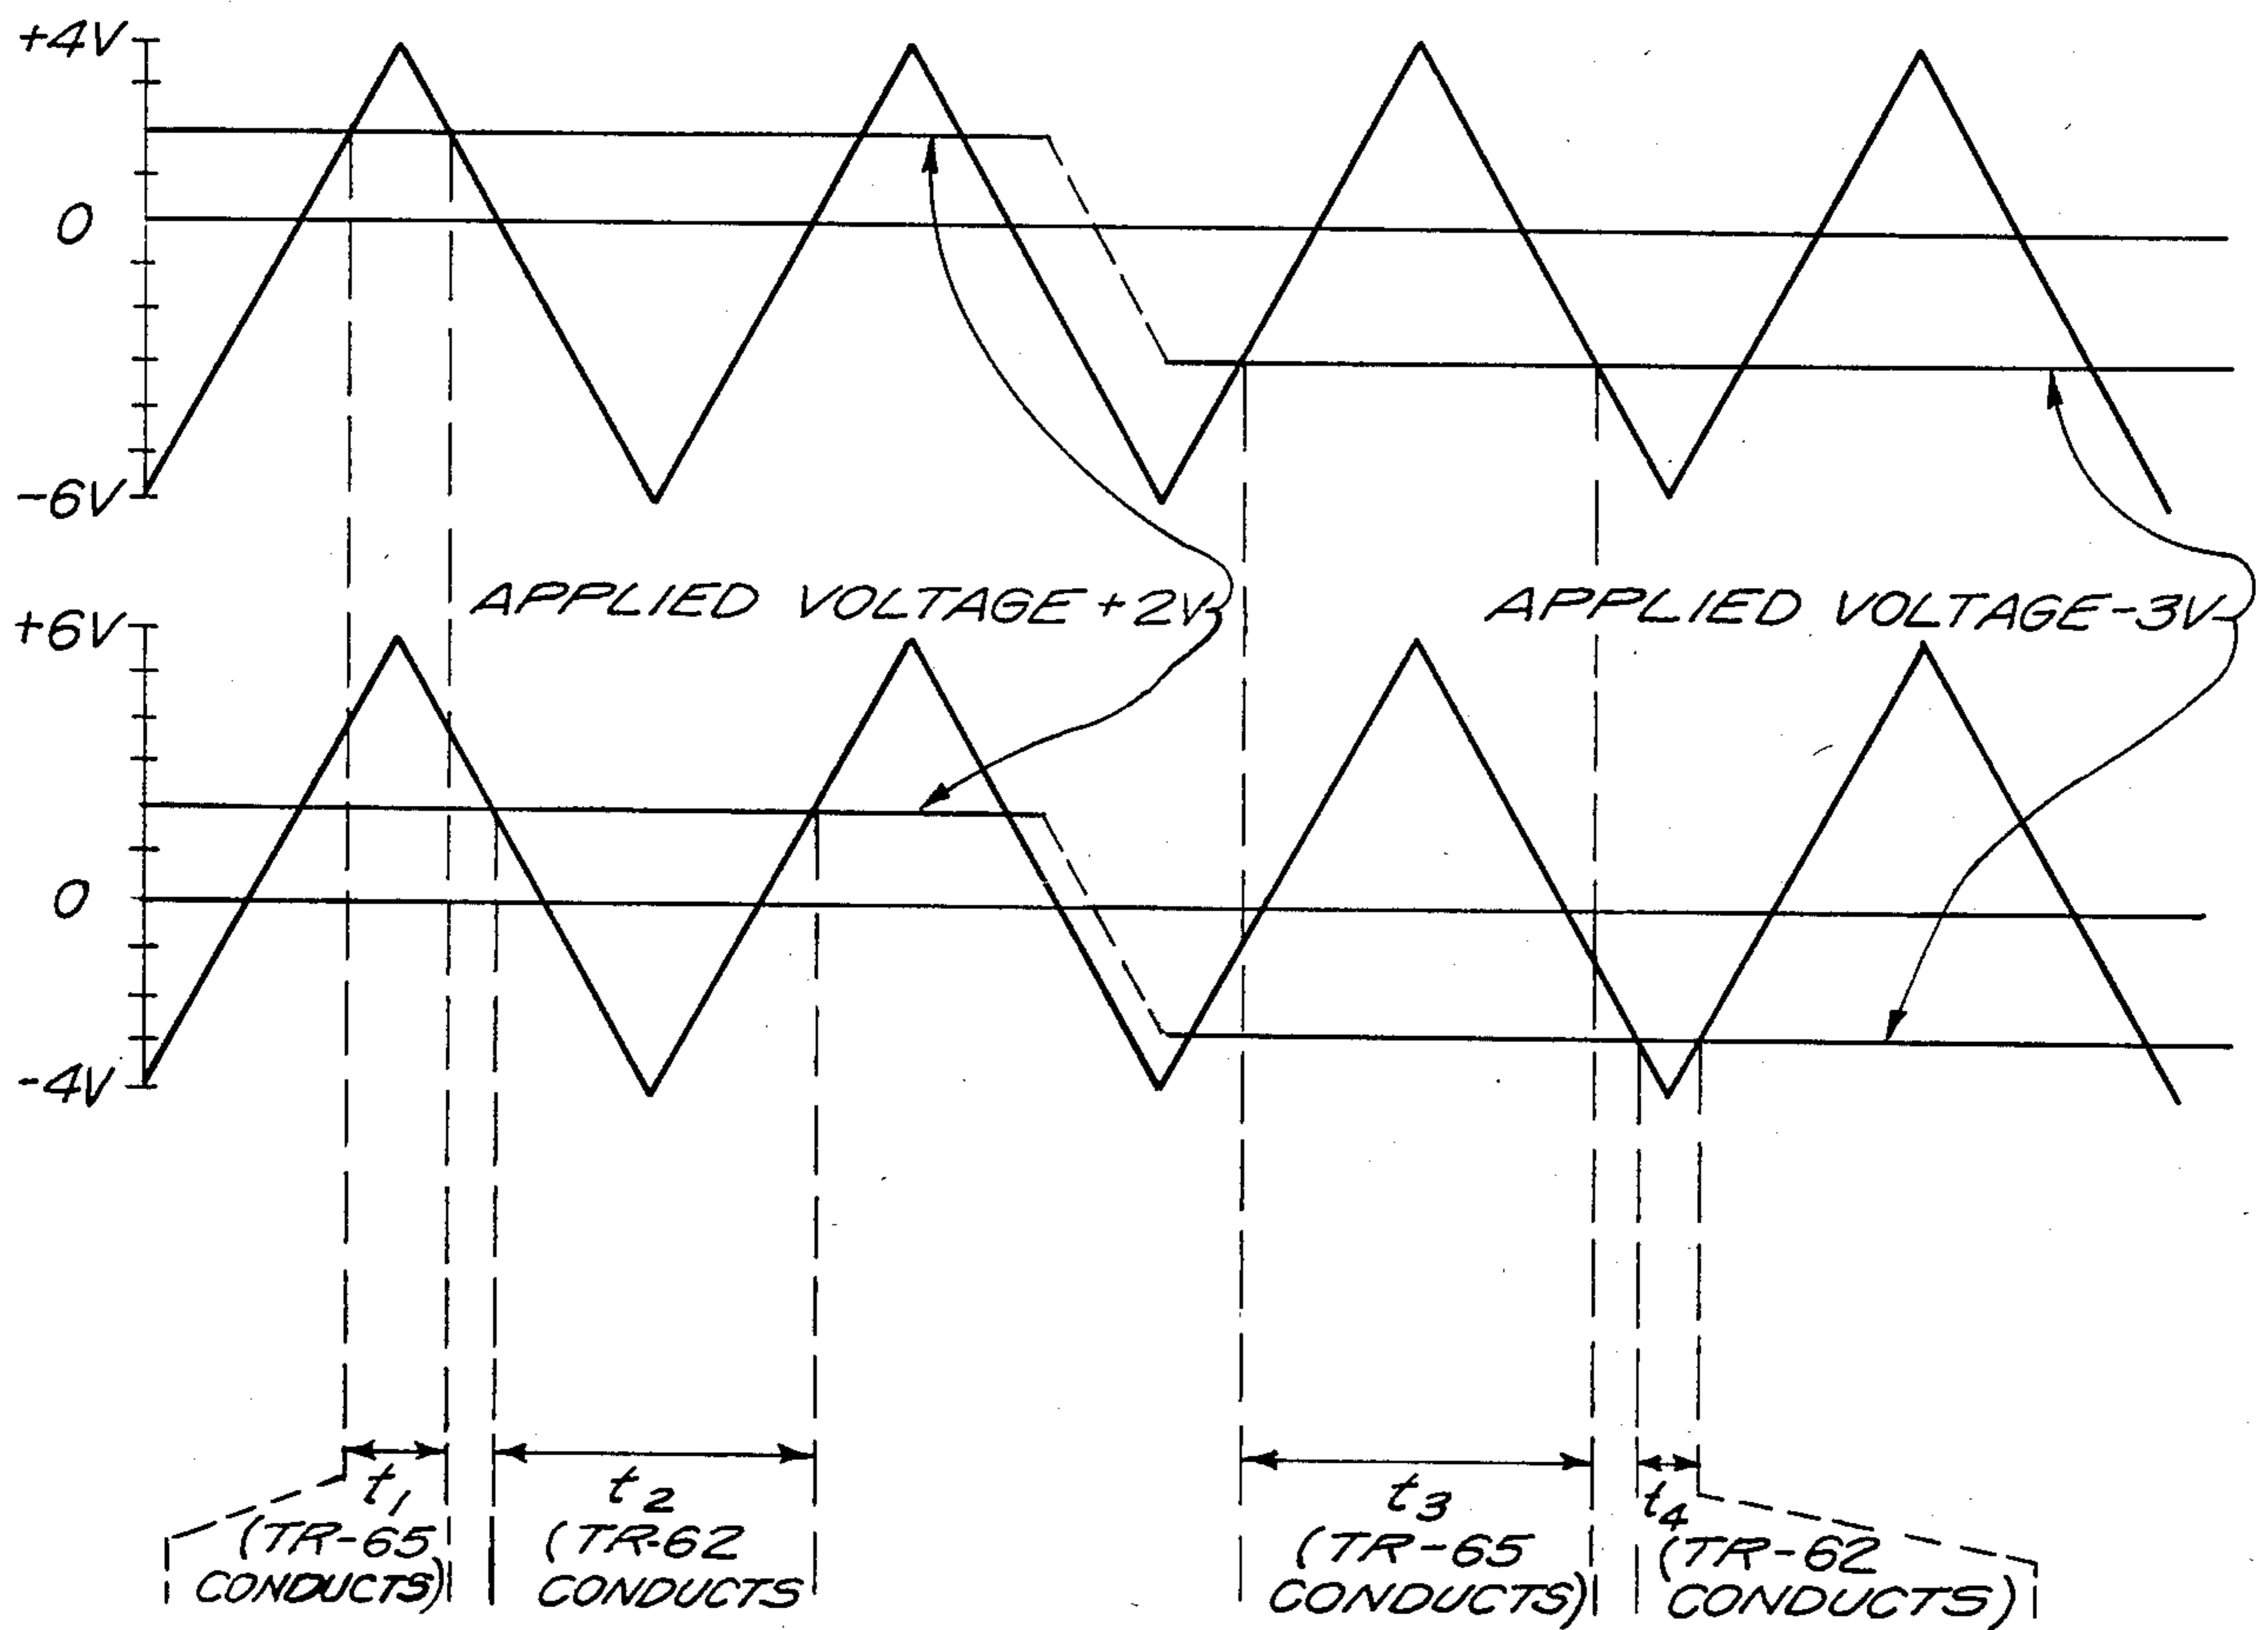 +4V
0
-6V
APPLIED VOLTAGE +2V
APPLIED VOLTAGE -3V
+6V
0
-4V
t1
(TR-65
CONDUCTS)
t2
(TR-62
CONDUCTS
t3
(TR-65
CONDUCTS)
t4
(TR-62
CONDUCTS)